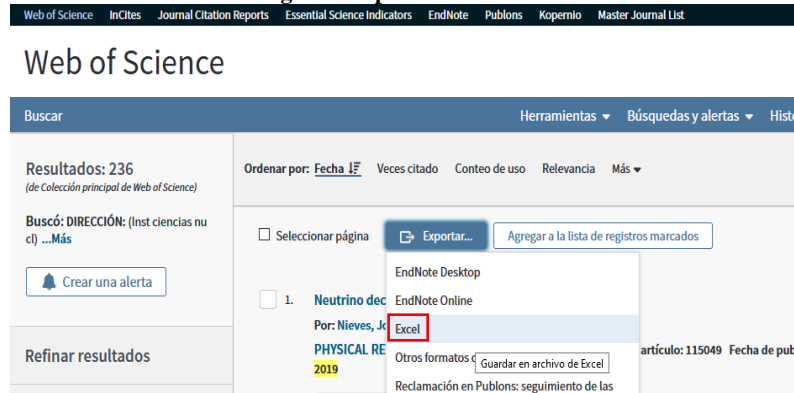 Web of Science InCites Journal Citation Reports Essential Science Indicators EndNote Publons Kopernio Master Journal List
Web of Science
Buscar Herramientas Búsquedas y alertas
Resultados: 236
(de Colección principal de Web of Science)
Buscó: DIRECCIÓN: (Inst ciencias nu
cl) ...Más
Crear una alerta
Refinar resultados
Ordenar por: Fecha Veces citado Conteo de uso Relevancia Más
Seleccionar página Exportar... Agregar a la lista de registros marcados
EndNote Desktop
EndNote Online
Excel
Otros formatos
Guardar en archivo de Excel
Reclamación en Publons: seguimiento de las
1. Neutrino
Por: Nieves,
PHYSICAL artículo: 115049 Fecha de
2019